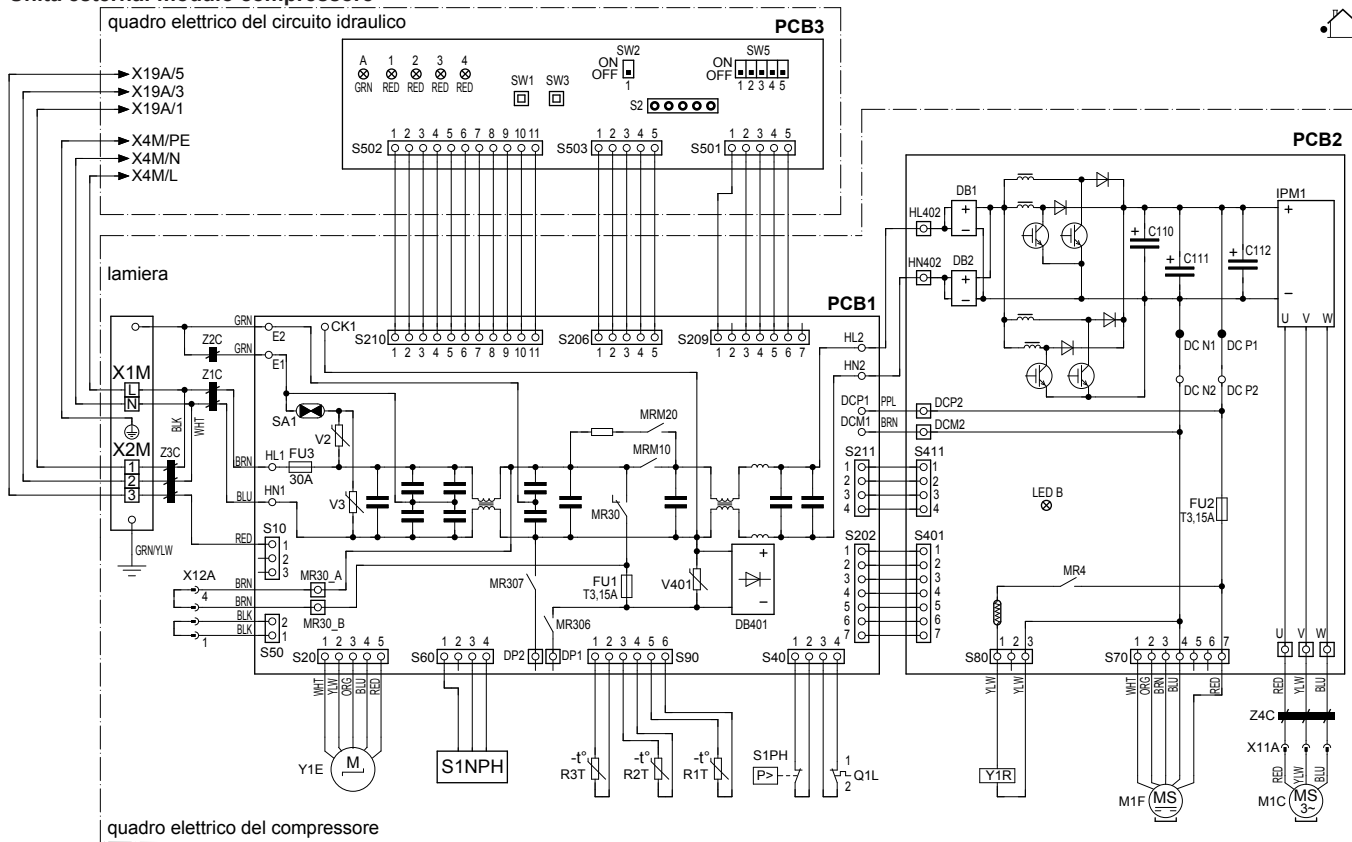 Unità esterna: modulo compressore
quadro elettrico del circuito idraulico
PCB3
A 1 2 3 4
GRN RED RED RED RED
SW1 SW3
SW2
ON
OFF
1
SW5
ON
OFF
1 2 3 4 5
S2
X19A/5
X19A/3
X19A/1
X4M/PE
X4M/N
X4M/L
S502 1 2 3 4 5 6 7 8 9 10 11
S503 1 2 3 4 5
S501 1 2 3 4 5
PCB2
DB1
HL402
HN402
DB2
C110
C111
C112
IPM1
U V W
lamiera
PCB1
GRN
E2
CK1
GRN
E1
S210
1 2 3 4 5 6 7 8 9 10 11
S206
1 2 3 4 5
S209
1 2 3 4 5 6 7
HL2
HN2
DC N1 DC P1
DC N2 DC P2
X1M
L
N
X2M
1
2
3
Z2C
Z1C
Z3C
BLK
WHT
SA1
V2
BRN
HL1
FU3
30A
BLU
HN1
V3
MRM20
MRM10
MR30
DCP1 PPL DCP2
DCM1 BRN DCM2
S211 S411
1 1
2 2
3 3
4 4
LED B
FU2
T3,15A
GRN/YLW
RED
S10
1
2
3
X12A
4
1
BRN
MR30_A
BRN
MR30_B
BLK
2
BLK
1
S50
MR307
MR306
FU1
T3,15A
V401
DB401
S202 S401
1 1
2 2
3 3
4 4
5 5
6 6
7 7
MR4
S20
1 2 3 4 5
WHT YLW ORG BLU RED
S60
1 2 3 4
DP2 DP1
1 2 3 4 5 6
S90
S40
1 2 3 4
S80
1 2 3
YLW YLW
S70
1 2 3 4 5 6 7
WHT ORG BRN BLU RED
U V W
RED YLW BLU
Z4C
X11A
RED YLW BLU
Y1E
M
S1NPH
-t°
R3T
-t°
R2T
-t°
R1T
S1PH
P>
1
Q1L
2
Y1R
M1F
MS
M1C
MS
3~
quadro elettrico del compressore